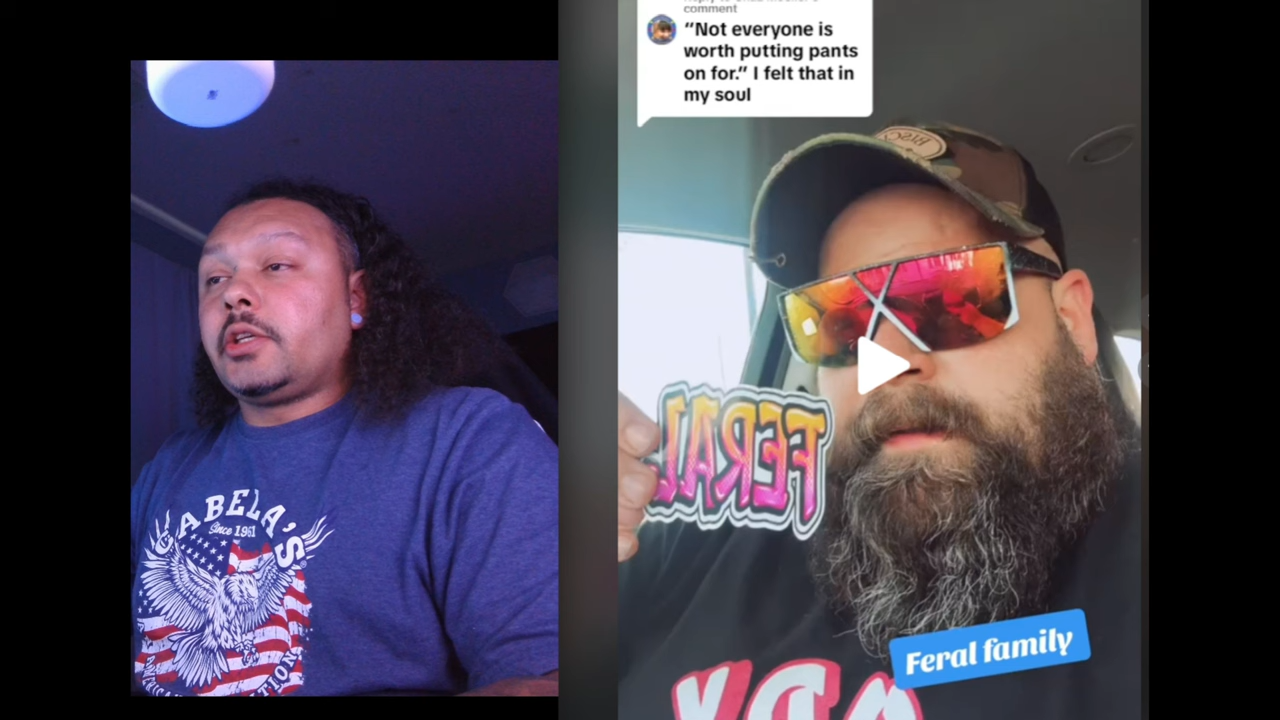 comment
“Not everyone is
worth putting pants
on for.” I felt that in
my soul
FERAL
CABELA'S
Since 1961
Feral family